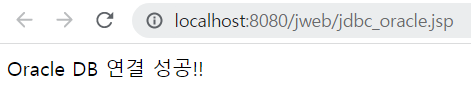 localhost:8080/jweb/jdbc_oracle.jsp
Oracle DB 연결 성공!!